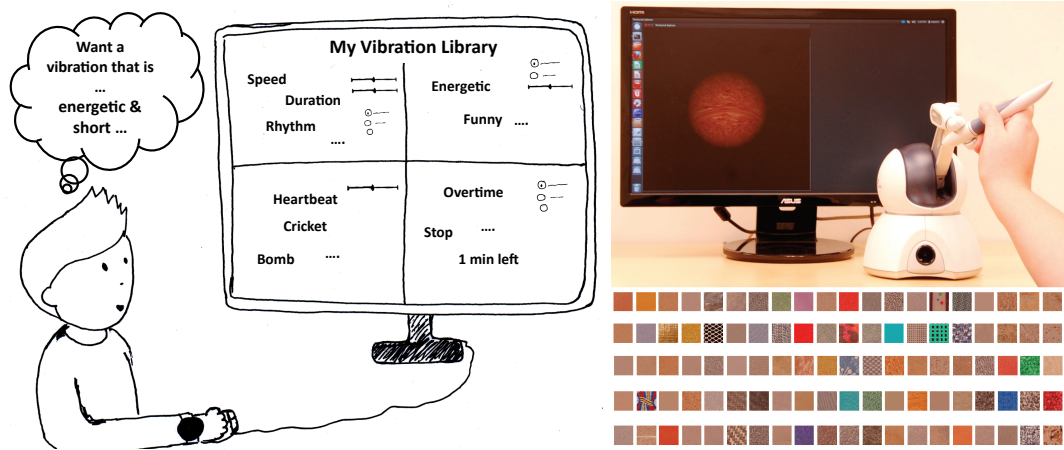 Want a
vibration that is
...
energetic &
short ...
My Vibration Library
Speed
Duration
Rhythm
....
Energetic
Funny ....
Heartbeat
Cricket
Bomb ....
Overtime
Stop ....
1 min left
HDMI
ASUS